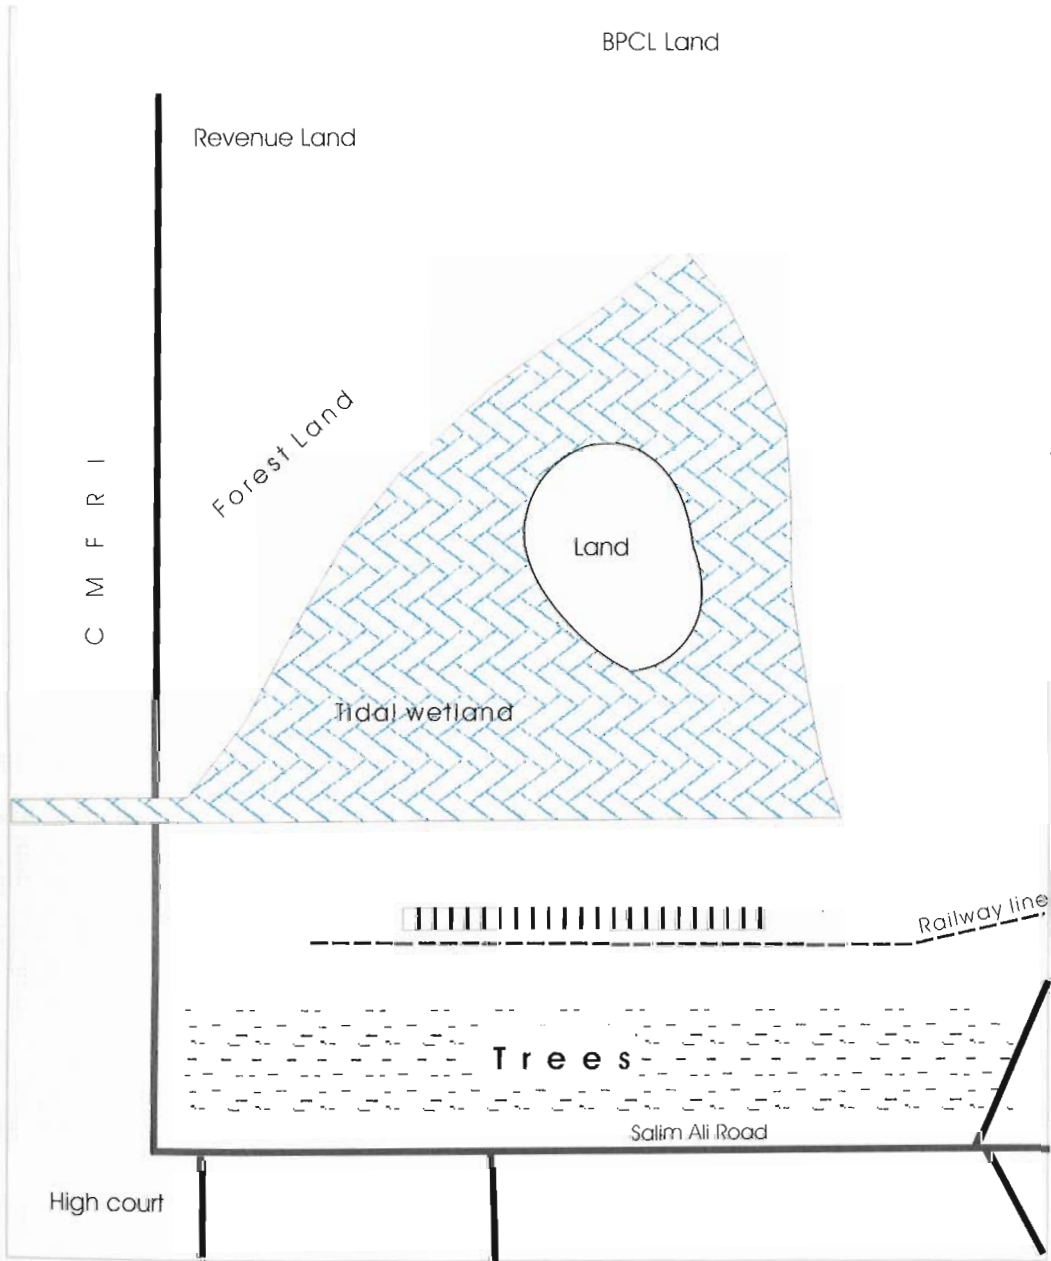 BPCL Land
Revenue Land
Forest Land
C M F R I
Land
Tidal wetland
Railway line
Trees
Salim Ali Road
High court